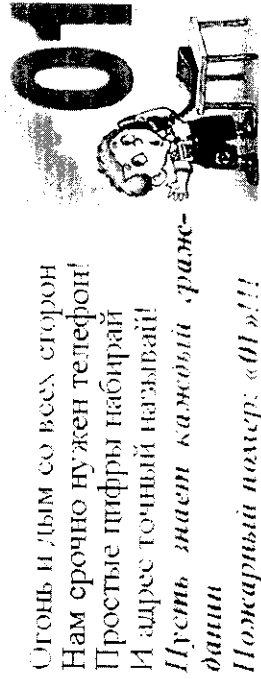 01
Огонь и дым со всех сторон
Нам срочно нужен телефон!
Простые цифры набирай
И адрес точный называй!
Пусть знает каждый граж-
данин
Пожарный номер: «01»!!!